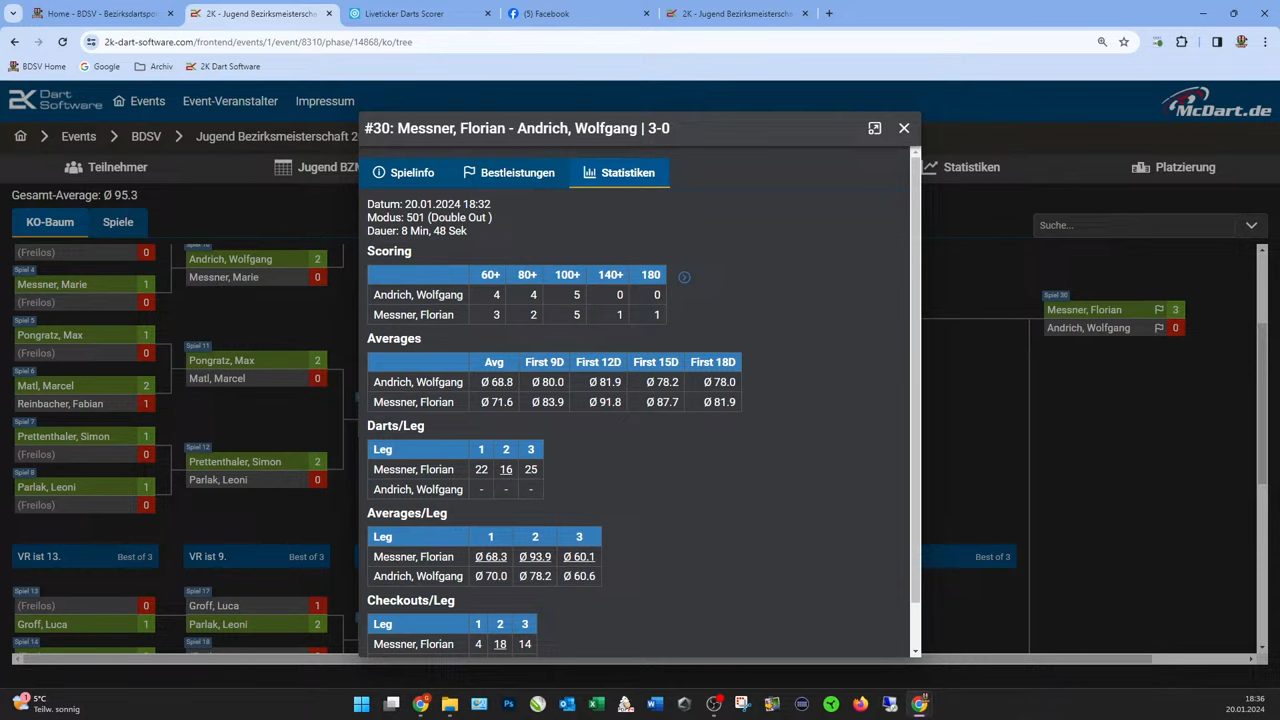 Home - BDSV - Bezirksdartspo
2K - Jugend Bezirksmeistersche
Liveticker Darts Scorer
(5) Facebook
2K - Jugend Bezirksmeistersche
2k-dart-software.com/frontend/events/1/event/8310/phase/14868/ko/tree
BDSV Home
Google
Archiv
2K Dart Software
2K Dart Software
Events
Event-Veranstalter
Impressum
McDart.de
Events
BDSV
Jugend Bezirksmeisterschaft 2
#30: Messner, Florian - Andrich, Wolfgang | 3-0
Teilnehmer
Jugend BZM
Statistiken
Platzierung
Gesamt-Average: Ø 95.3
KO-Baum
Spiele
Suche...
(Freilos) 0
Spiel 4
Messner, Marie 1
(Freilos) 0
Spiel 5
Pongratz, Max 1
(Freilos) 0
Spiel 6
Matl, Marcel 2
Reinbacher, Fabian 1
Spiel 7
Prettenthaler, Simon 1
(Freilos) 0
Spiel 8
Parlak, Leoni 1
(Freilos) 0
VR ist 13. Best of 3
Spiel 13
(Freilos) 0
Groff, Luca 1
Spiel 14
Spiel 10
Andrich, Wolfgang 2
Messner, Marie 0
Spiel 11
Pongratz, Max 2
Matl, Marcel 0
Spiel 12
Prettenthaler, Simon 2
Parlak, Leoni 0
VR ist 9. Best of 3
Spiel 17
Groff, Luca 1
Parlak, Leoni 2
Spiel 18
Spielinfo
Bestleistungen
Statistiken
Datum: 20.01.2024 18:32
Modus: 501 (Double Out )
Dauer: 8 Min, 48 Sek
Scoring
60+ 80+ 100+ 140+ 180
Andrich, Wolfgang 4 4 5 0 0
Messner, Florian 3 2 5 1 1
Averages
Avg First 9D First 12D First 15D First 18D
Andrich, Wolfgang Ø 68.8 Ø 80.0 Ø 81.9 Ø 78.2 Ø 78.0
Messner, Florian Ø 71.6 Ø 83.9 Ø 91.8 Ø 87.7 Ø 81.9
Darts/Leg
Leg 1 2 3
Messner, Florian 22 16 25
Andrich, Wolfgang - - -
Averages/Leg
Leg 1 2 3
Messner, Florian Ø 68.3 Ø 93.9 Ø 60.1
Andrich, Wolfgang Ø 70.0 Ø 78.2 Ø 60.6
Checkouts/Leg
Leg 1 2 3
Messner, Florian 4 18 14
Spiel 30
Messner, Florian 3
Andrich, Wolfgang 0
Best of 3
1
5°C
Teilw. sonnig
18:36
20.01.2024